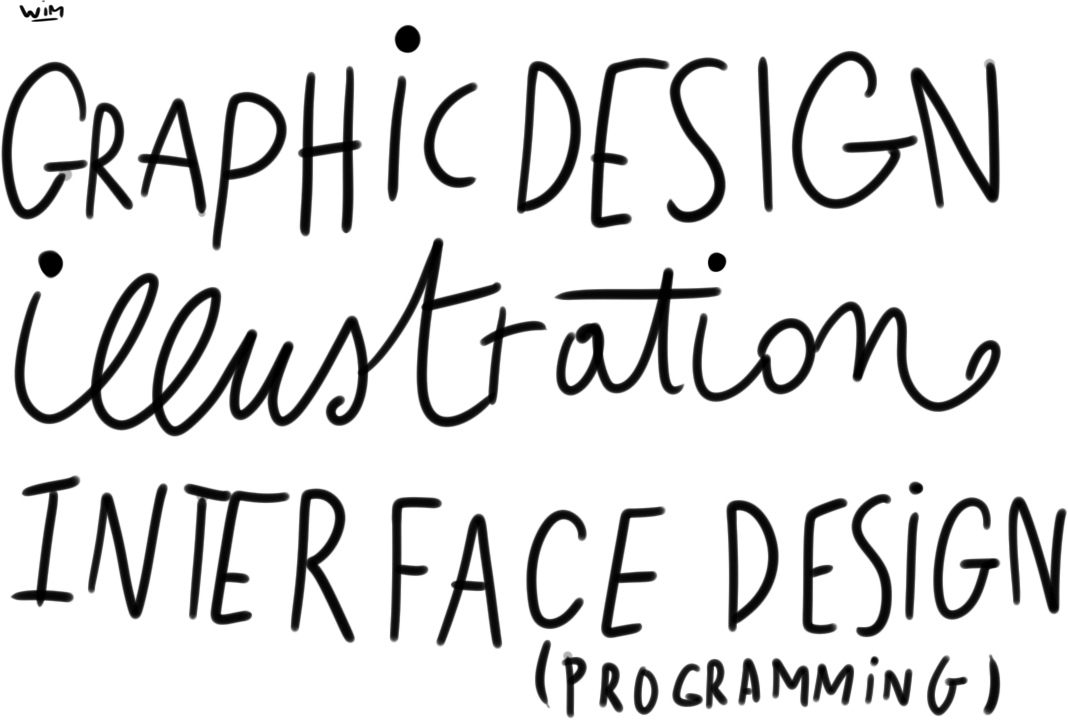 WiM
GRAPHiC DESIGN
illustration
INTERFACE DESiGN
(PROGRAMMiNG)